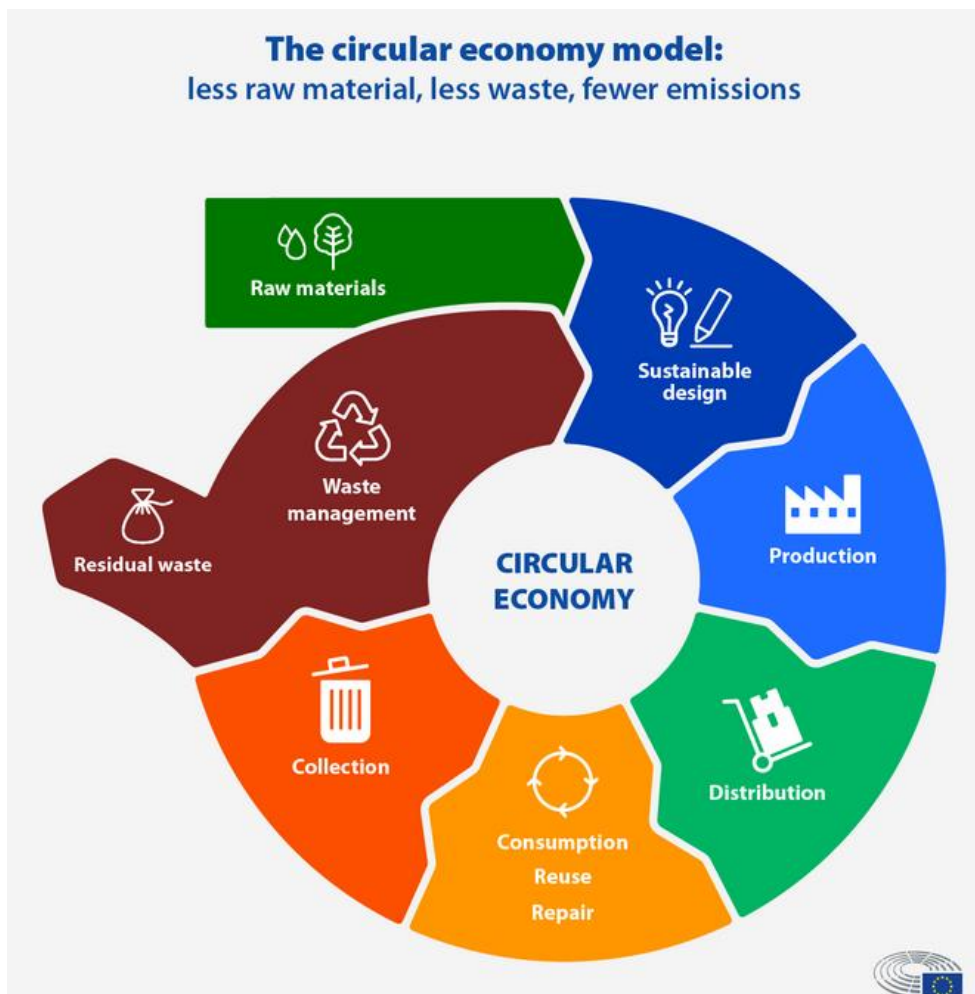 The circular economy model:
less raw material, less waste, fewer emissions
Raw materials
Sustainable
design
Production
Distribution
Consumption
Reuse
Repair
Collection
Waste
management
Residual waste
CIRCULAR
ECONOMY